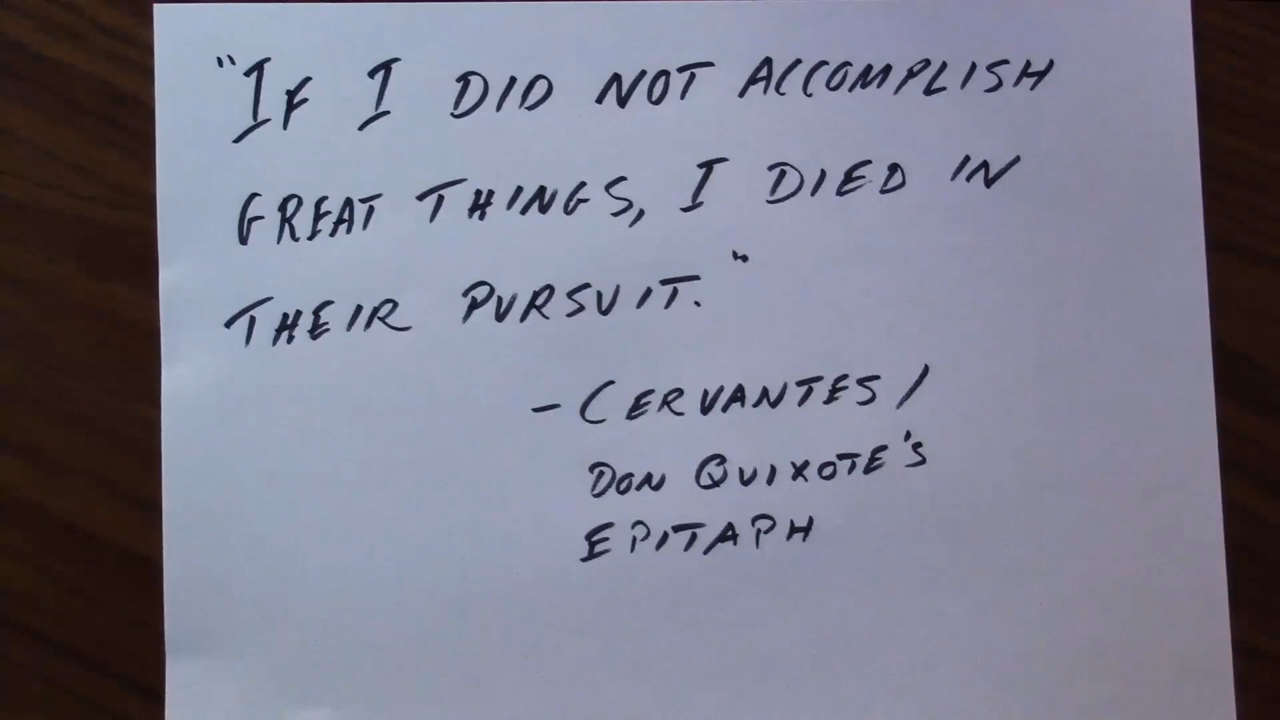 "If I DID NOT ACCOMPLISH
GREAT THINGS, I DIED IN
THEIR PURSUIT."
- CERVANTES /
DON QUIXOTE'S
EPITAPH